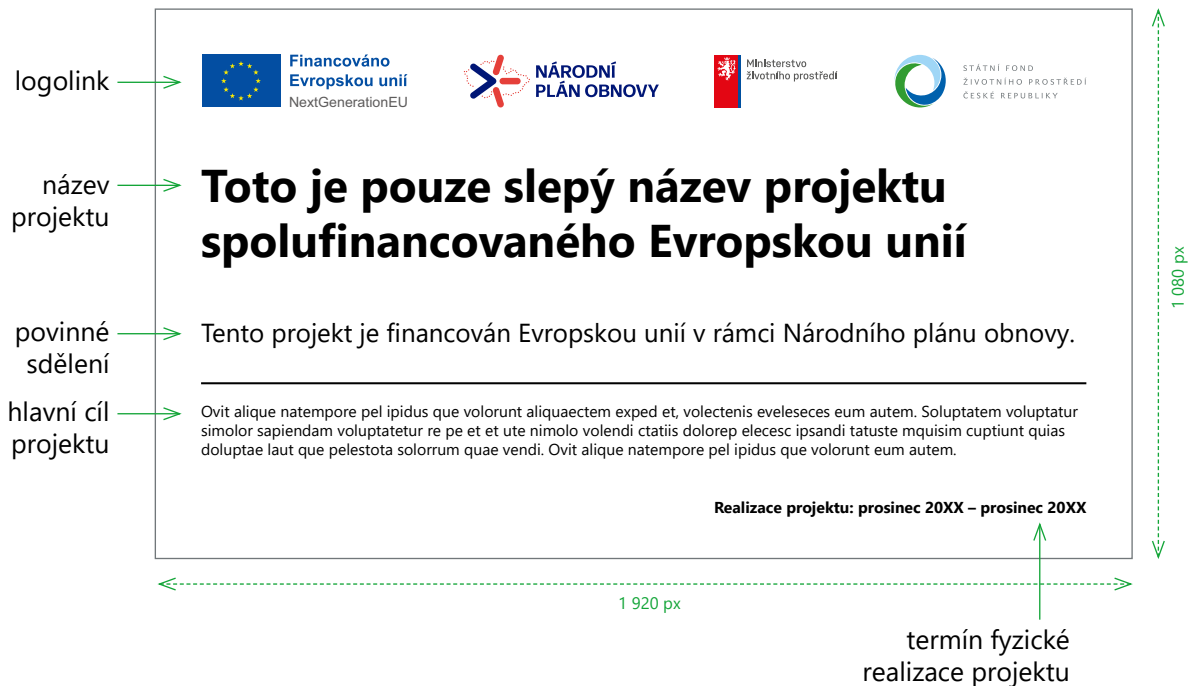 logolink
Financováno
Evropskou unií
NextGenerationEU
NÁRODNÍ
PLÁN OBNOVY
Ministerstvo
životního prostředí
STÁTNÍ FOND
ŽIVOTNÍHO PROSTŘEDÍ
ČESKÉ REPUBLIKY
název
projektu
Toto je pouze slepý název projektu
spolufinancovaného Evropskou unií
povinné
sdělení
Tento projekt je financován Evropskou unií v rámci Národního plánu obnovy.
hlavní cíl
projektu
Ovit alique natempore pel ipidus que volorunt aliquaectem exped et, volectenis eveleseces eum autem. Soluptatem voluptatur
simolor sapiendam voluptatetur re pe et et ute nimolo volendi ctatiis dolorep elecesc ipsandi tatuste mquisim cuptiunt quias
doluptae laut que pelestota solorrum quae vendi. Ovit alique natempore pel ipidus que volorunt eum autem.
Realizace projektu: prosinec 20XX – prosinec 20XX
1 080 px
1 920 px
termín fyzické
realizace projektu